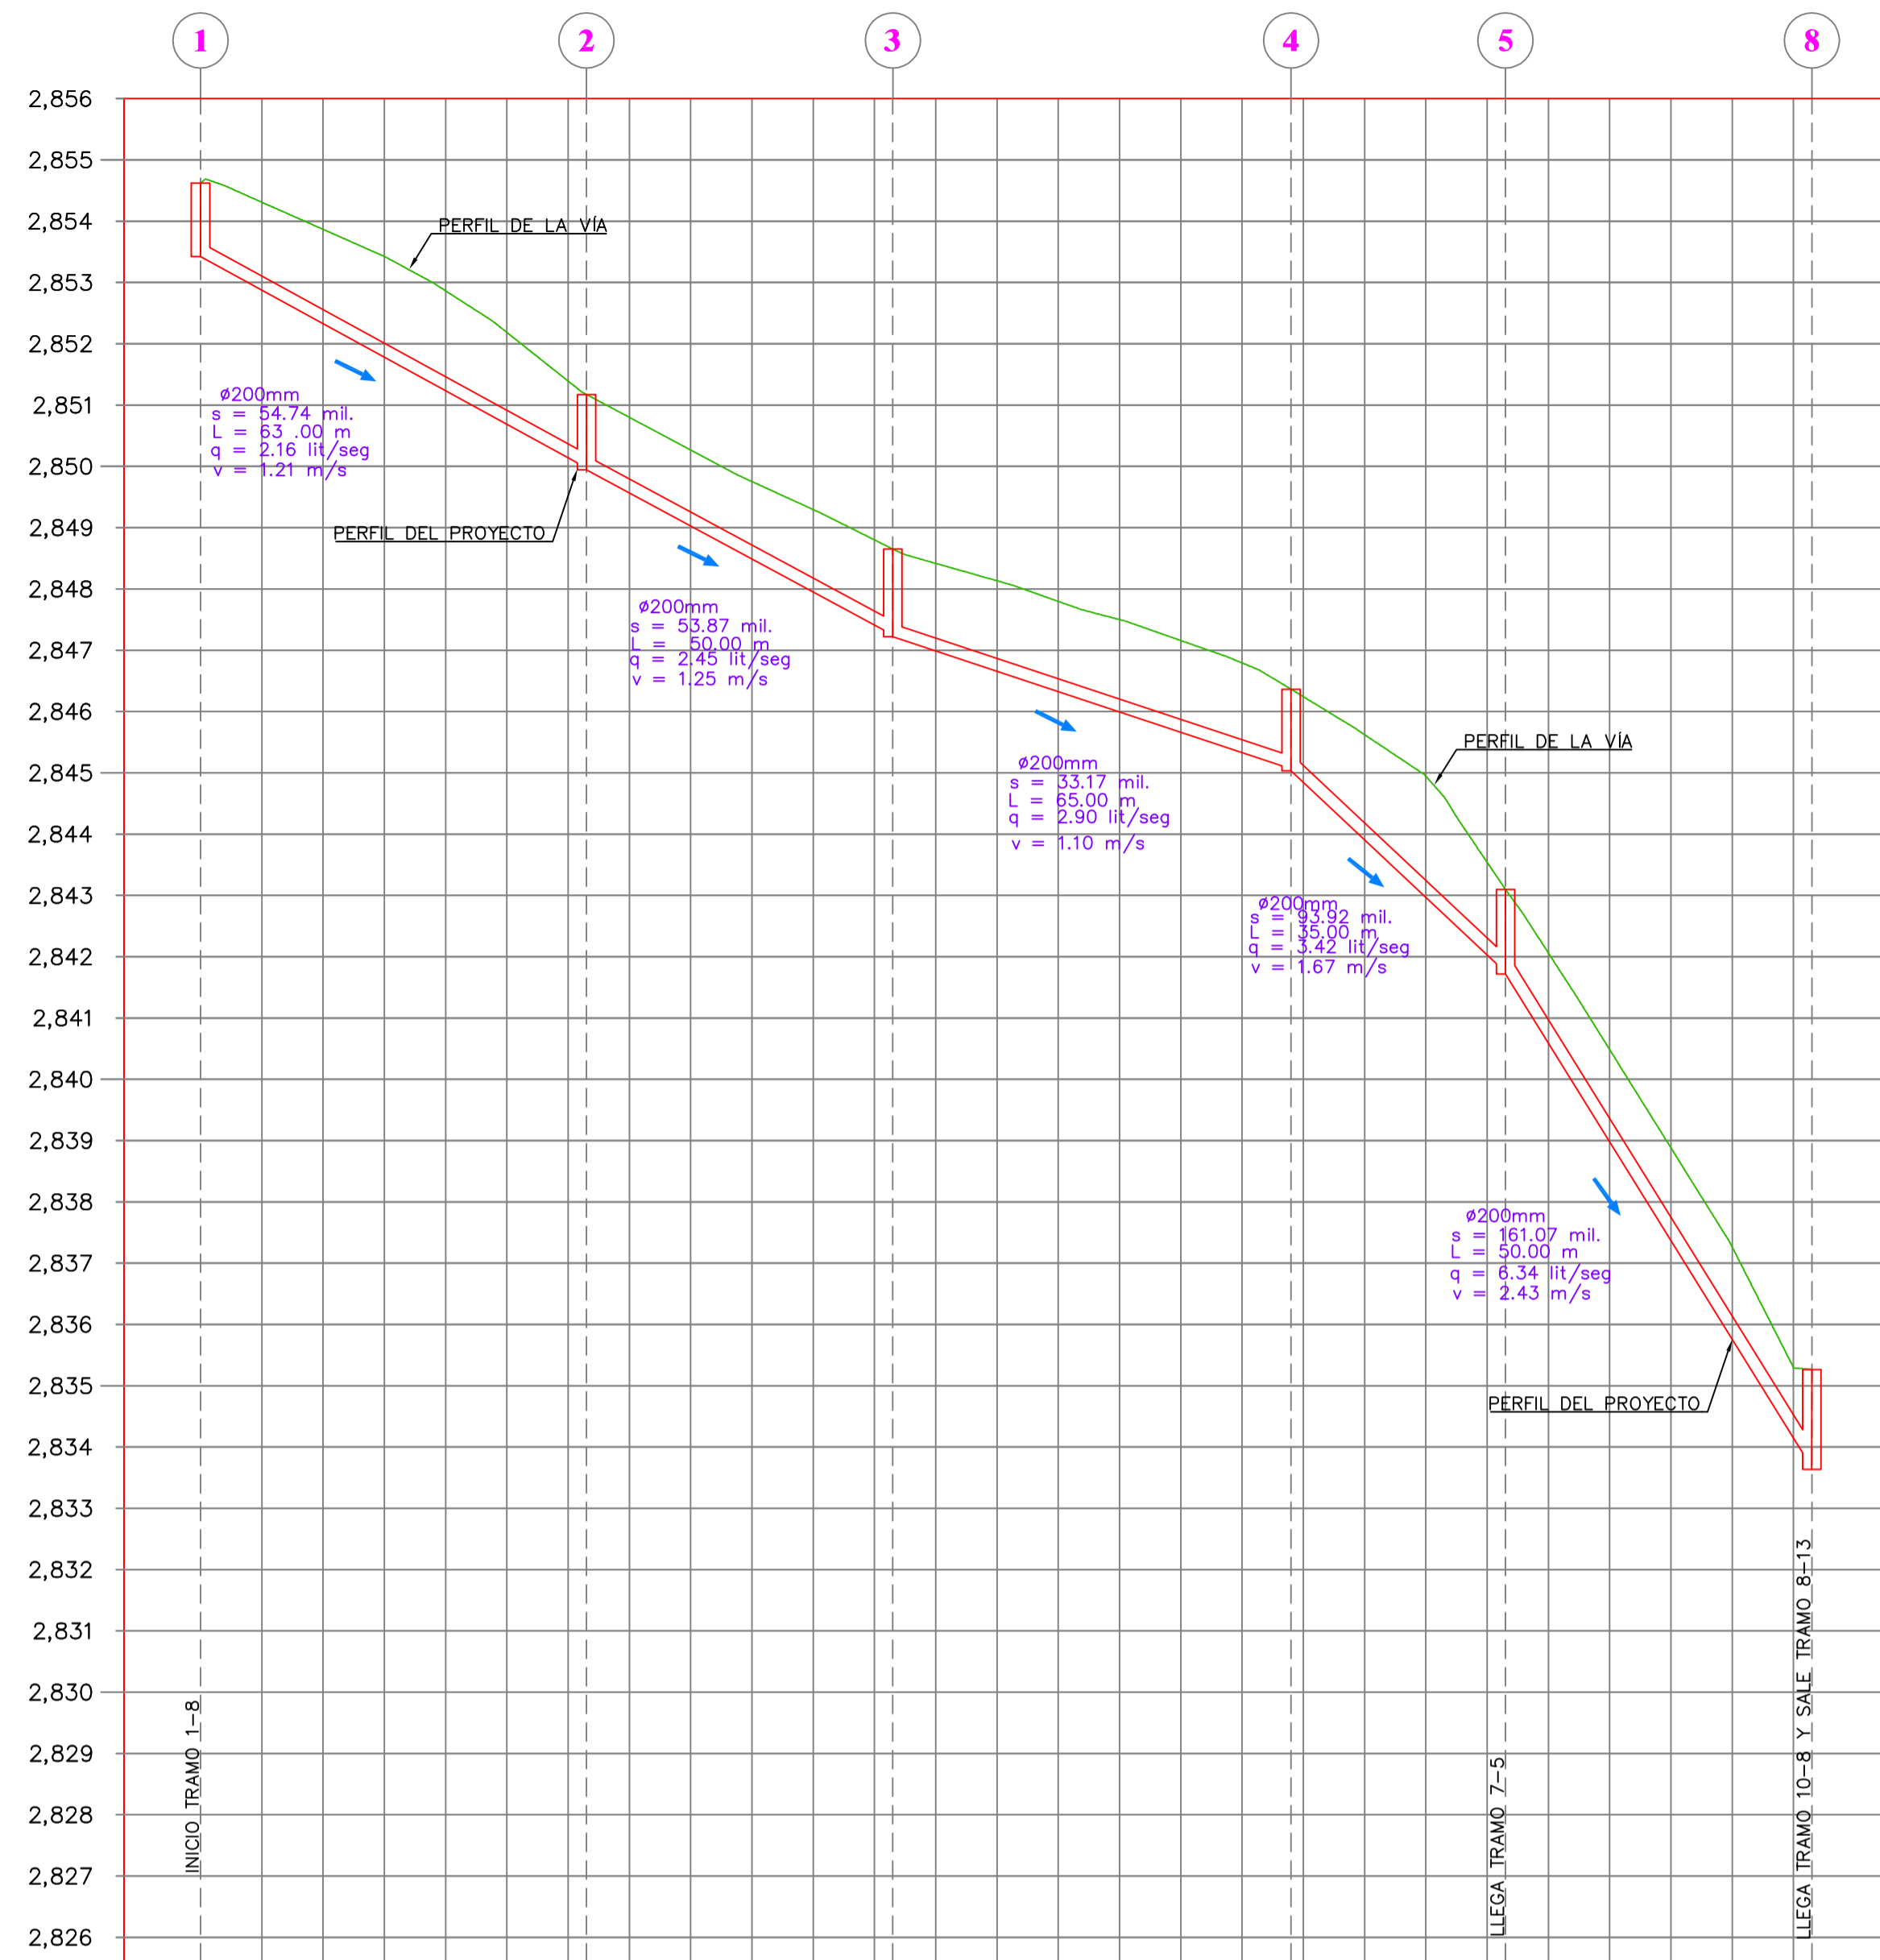 1 2 3 4 5 8
2,856
2,855
2,854
2,853
2,852
2,851
2,850
2,849
2,848
2,847
2,846
2,845
2,844
2,843
2,842
2,841
2,840
2,839
2,838
2,837
2,836
2,835
2,834
2,833
2,832
2,831
2,830
2,829
2,828
2,827
2,826
PERFIL DE LA VÍA
ø200mm
s = 54.74 mil.
L = 63 .00 m
q = 2.16 lit/seg
v = 1.21 m/s
PERFIL DEL PROYECTO
ø200mm
s = 53.87 mil.
L = 50.00 m
q = 2.45 lit/seg
v = 1.25 m/s
ø200mm
s = 33.17 mil.
L = 65.00 m
q = 2.90 lit/seg
v = 1.10 m/s
PERFIL DE LA VÍA
ø200mm
s = 93.92 mil.
L = 35.00 m
q = 3.42 lit/seg
v = 1.67 m/s
ø200mm
s = 161.07 mil.
L = 50.00 m
q = 6.34 lit/seg
v = 2.43 m/s
PERFIL DEL PROYECTO
INICIO TRAMO 1-8
LLEGA TRAMO 7-5
LLEGA TRAMO 10-8 Y SALE TRAMO 8-13